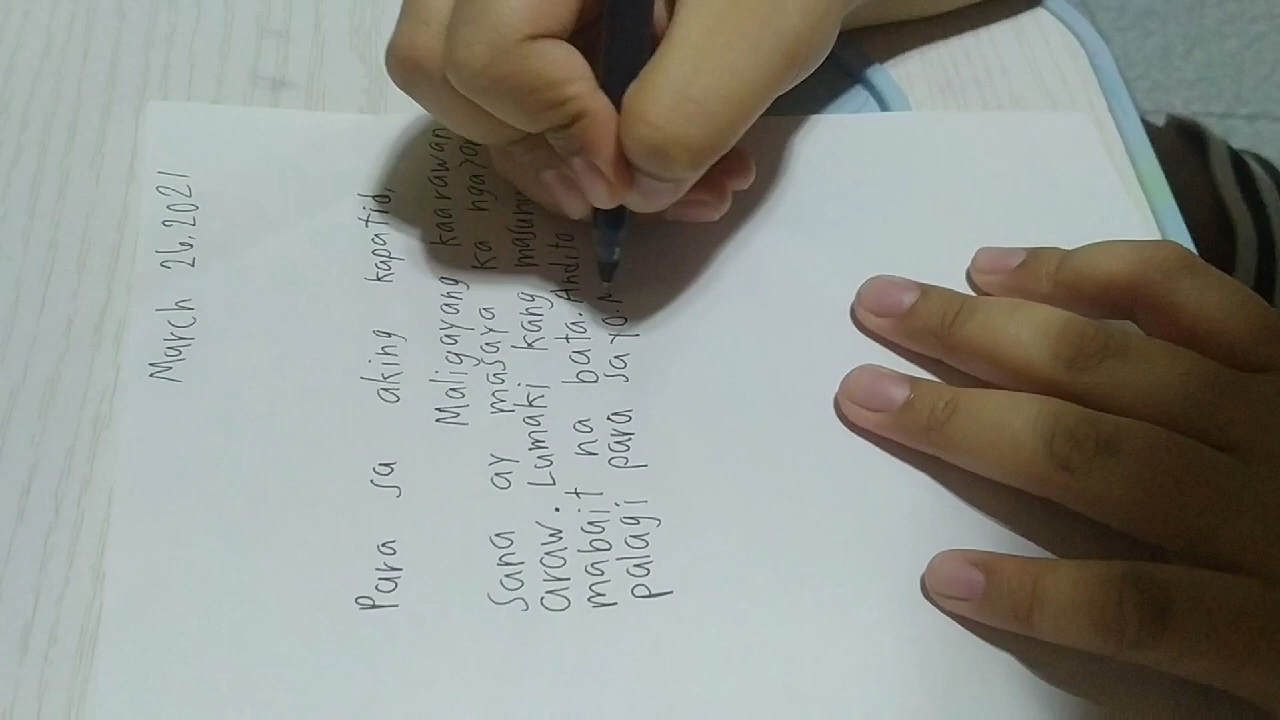 March 26, 2021
Para sa aking kapatid,
Maligayang kaarawan
Sana ay masaya ka
araw. Lumaki kang
mabait na bata. Andito
palagi para sayo.